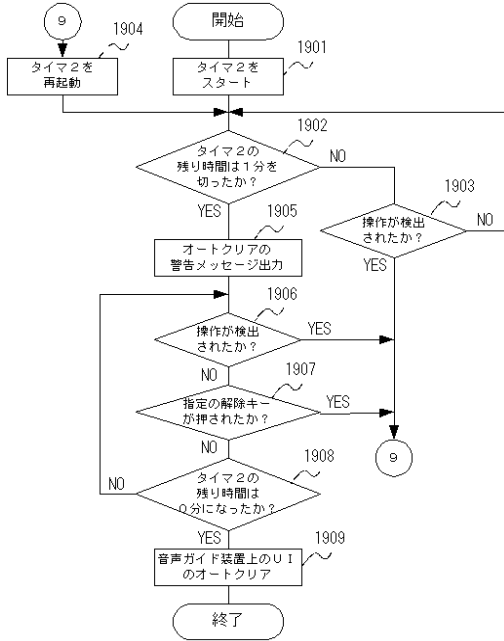 9
1904
タイマ２を
再起動
開始
1901
タイマ２を
スタート
1902
タイマ２の
残り時間は１分を
切ったか？
NO
YES
1903
操作が検出
されたか？
NO
YES
1905
オートクリアの
警告メッセージ出力
1906
操作が検出
されたか？
YES
NO
1907
指定の解除キー
が押されたか？
YES
NO
9
1908
タイマ２の
残り時間は
０分になったか？
NO
YES
1909
音声ガイド装置上のＵＩ
のオートクリア
終了